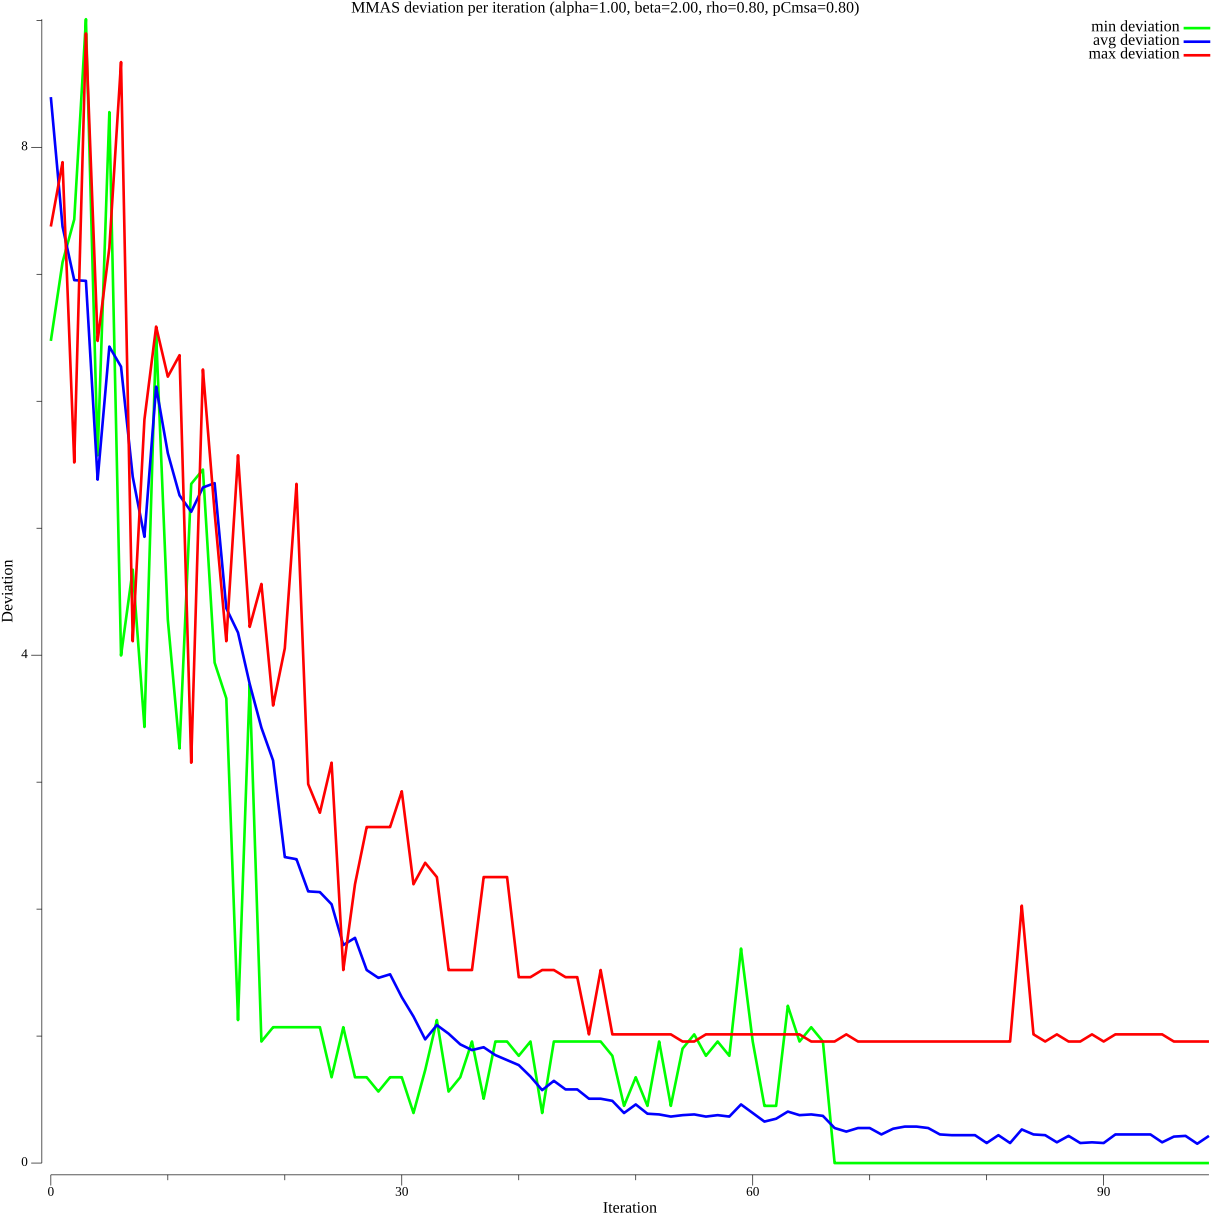 MMAS deviation per iteration (alpha=1.00, beta=2.00, rho=0.80, pCmsa=0.80)
min deviation
avg deviation
max deviation
8
4
0
Deviation
0 30 60 90
Iteration